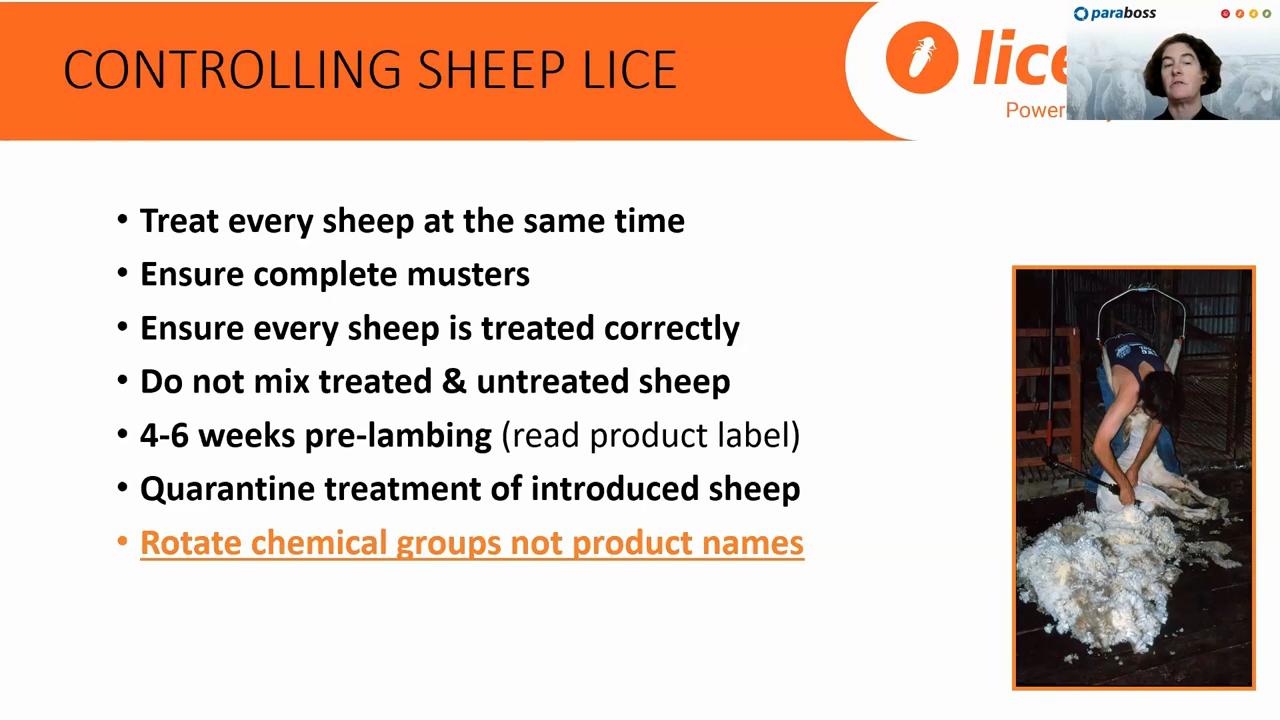 CONTROLLING SHEEP LICE
paraboss
• Treat every sheep at the same time
• Ensure complete musters
• Ensure every sheep is treated correctly
• Do not mix treated & untreated sheep
• 4-6 weeks pre-lambing (read product label)
• Quarantine treatment of introduced sheep
• Rotate chemical groups not product names